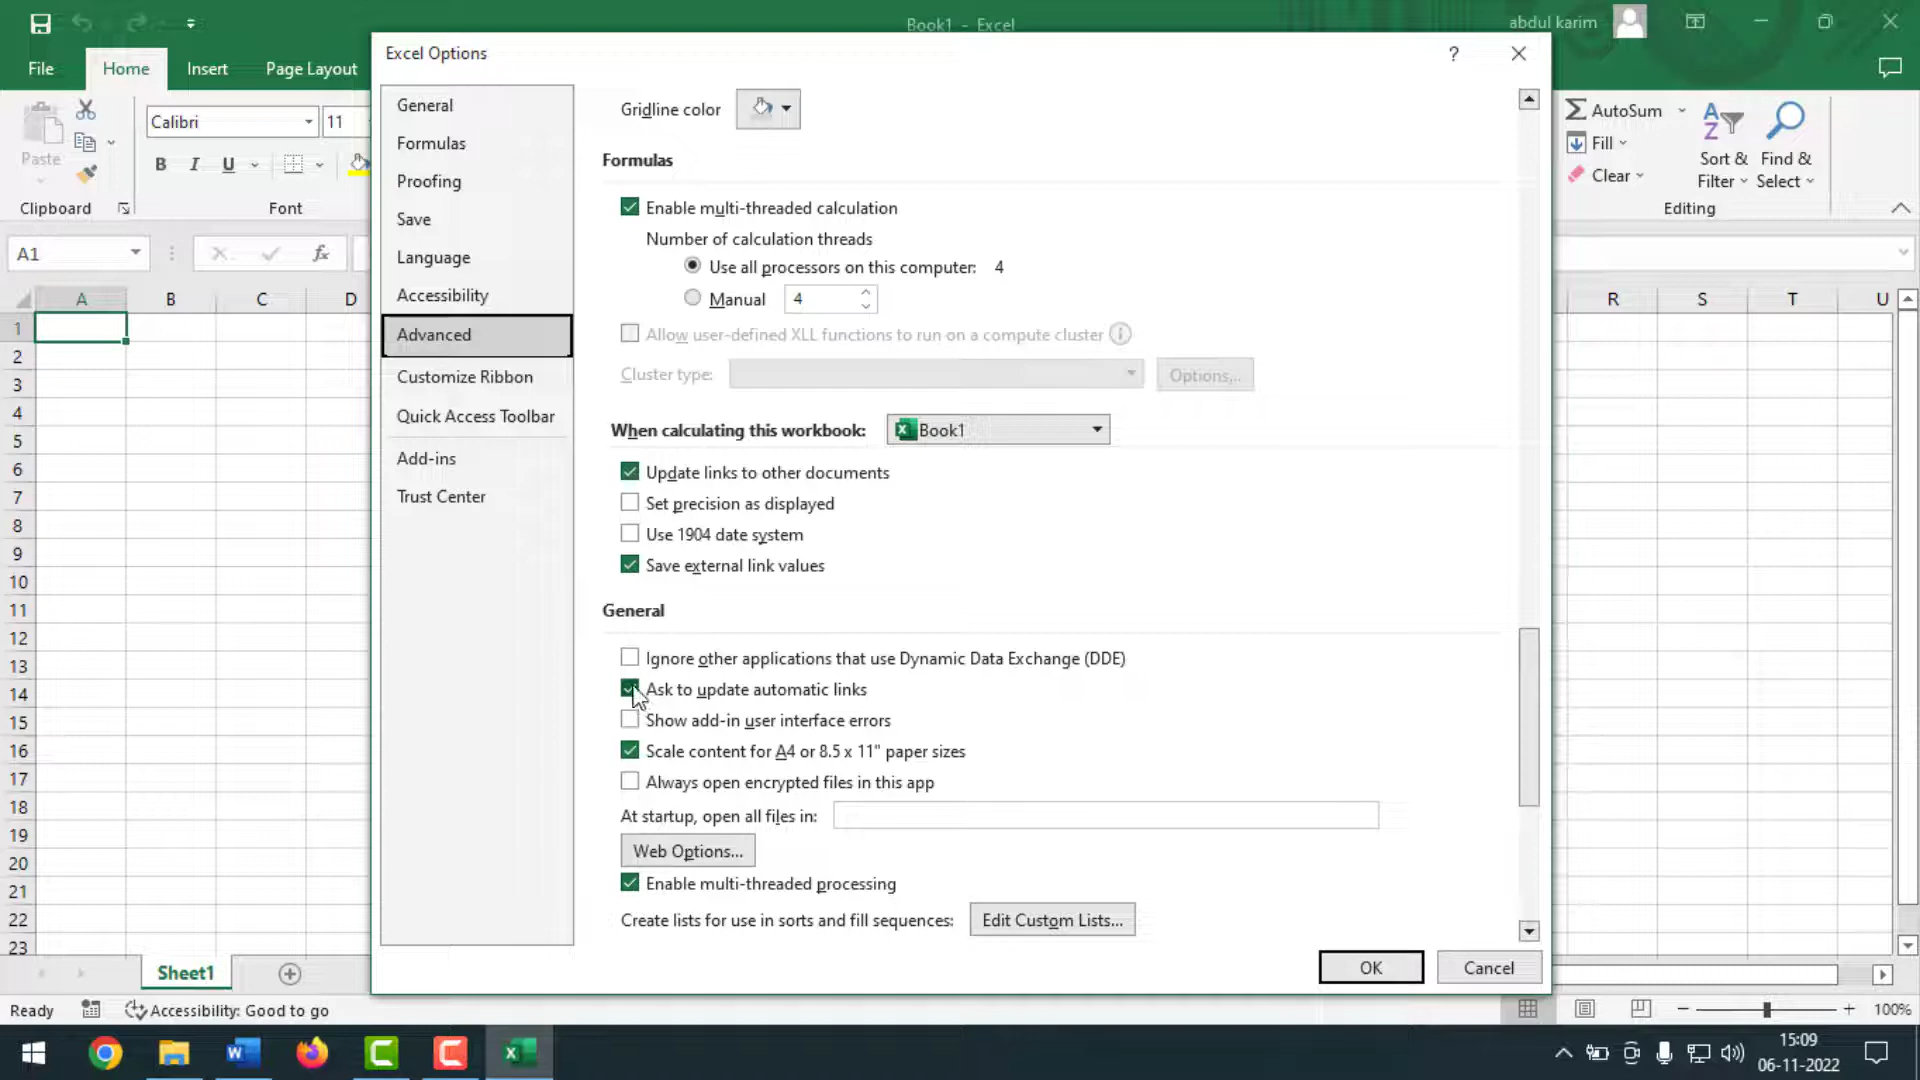 Book1 - Excel
abdul karim
File
Home
Insert
Page Layout
Paste
Clipboard
Calibri
11
B I U
Font
AutoSum
Fill
Clear
Sort & Filter
Find & Select
Editing
A1
fx
A B C D R S T U
1
2
3
4
5
6
7
8
9
10
11
12
13
14
15
16
17
18
19
20
21
22
23
Excel Options
?
General
Formulas
Proofing
Save
Language
Accessibility
Advanced
Customize Ribbon
Quick Access Toolbar
Add-ins
Trust Center
Gridline color
Formulas
Enable multi-threaded calculation
Number of calculation threads
Use all processors on this computer: 4
Manual 4
Allow user-defined XLL functions to run on a compute cluster
Cluster type: Options...
When calculating this workbook: Book1
Update links to other documents
Set precision as displayed
Use 1904 date system
Save external link values
General
Ignore other applications that use Dynamic Data Exchange (DDE)
Ask to update automatic links
Show add-in user interface errors
Scale content for A4 or 8.5 x 11" paper sizes
Always open encrypted files in this app
At startup, open all files in:
Web Options...
Enable multi-threaded processing
Create lists for use in sorts and fill sequences: Edit Custom Lists...
OK Cancel
Sheet1
Ready Accessibility: Good to go
100%
15:09
06-11-2022